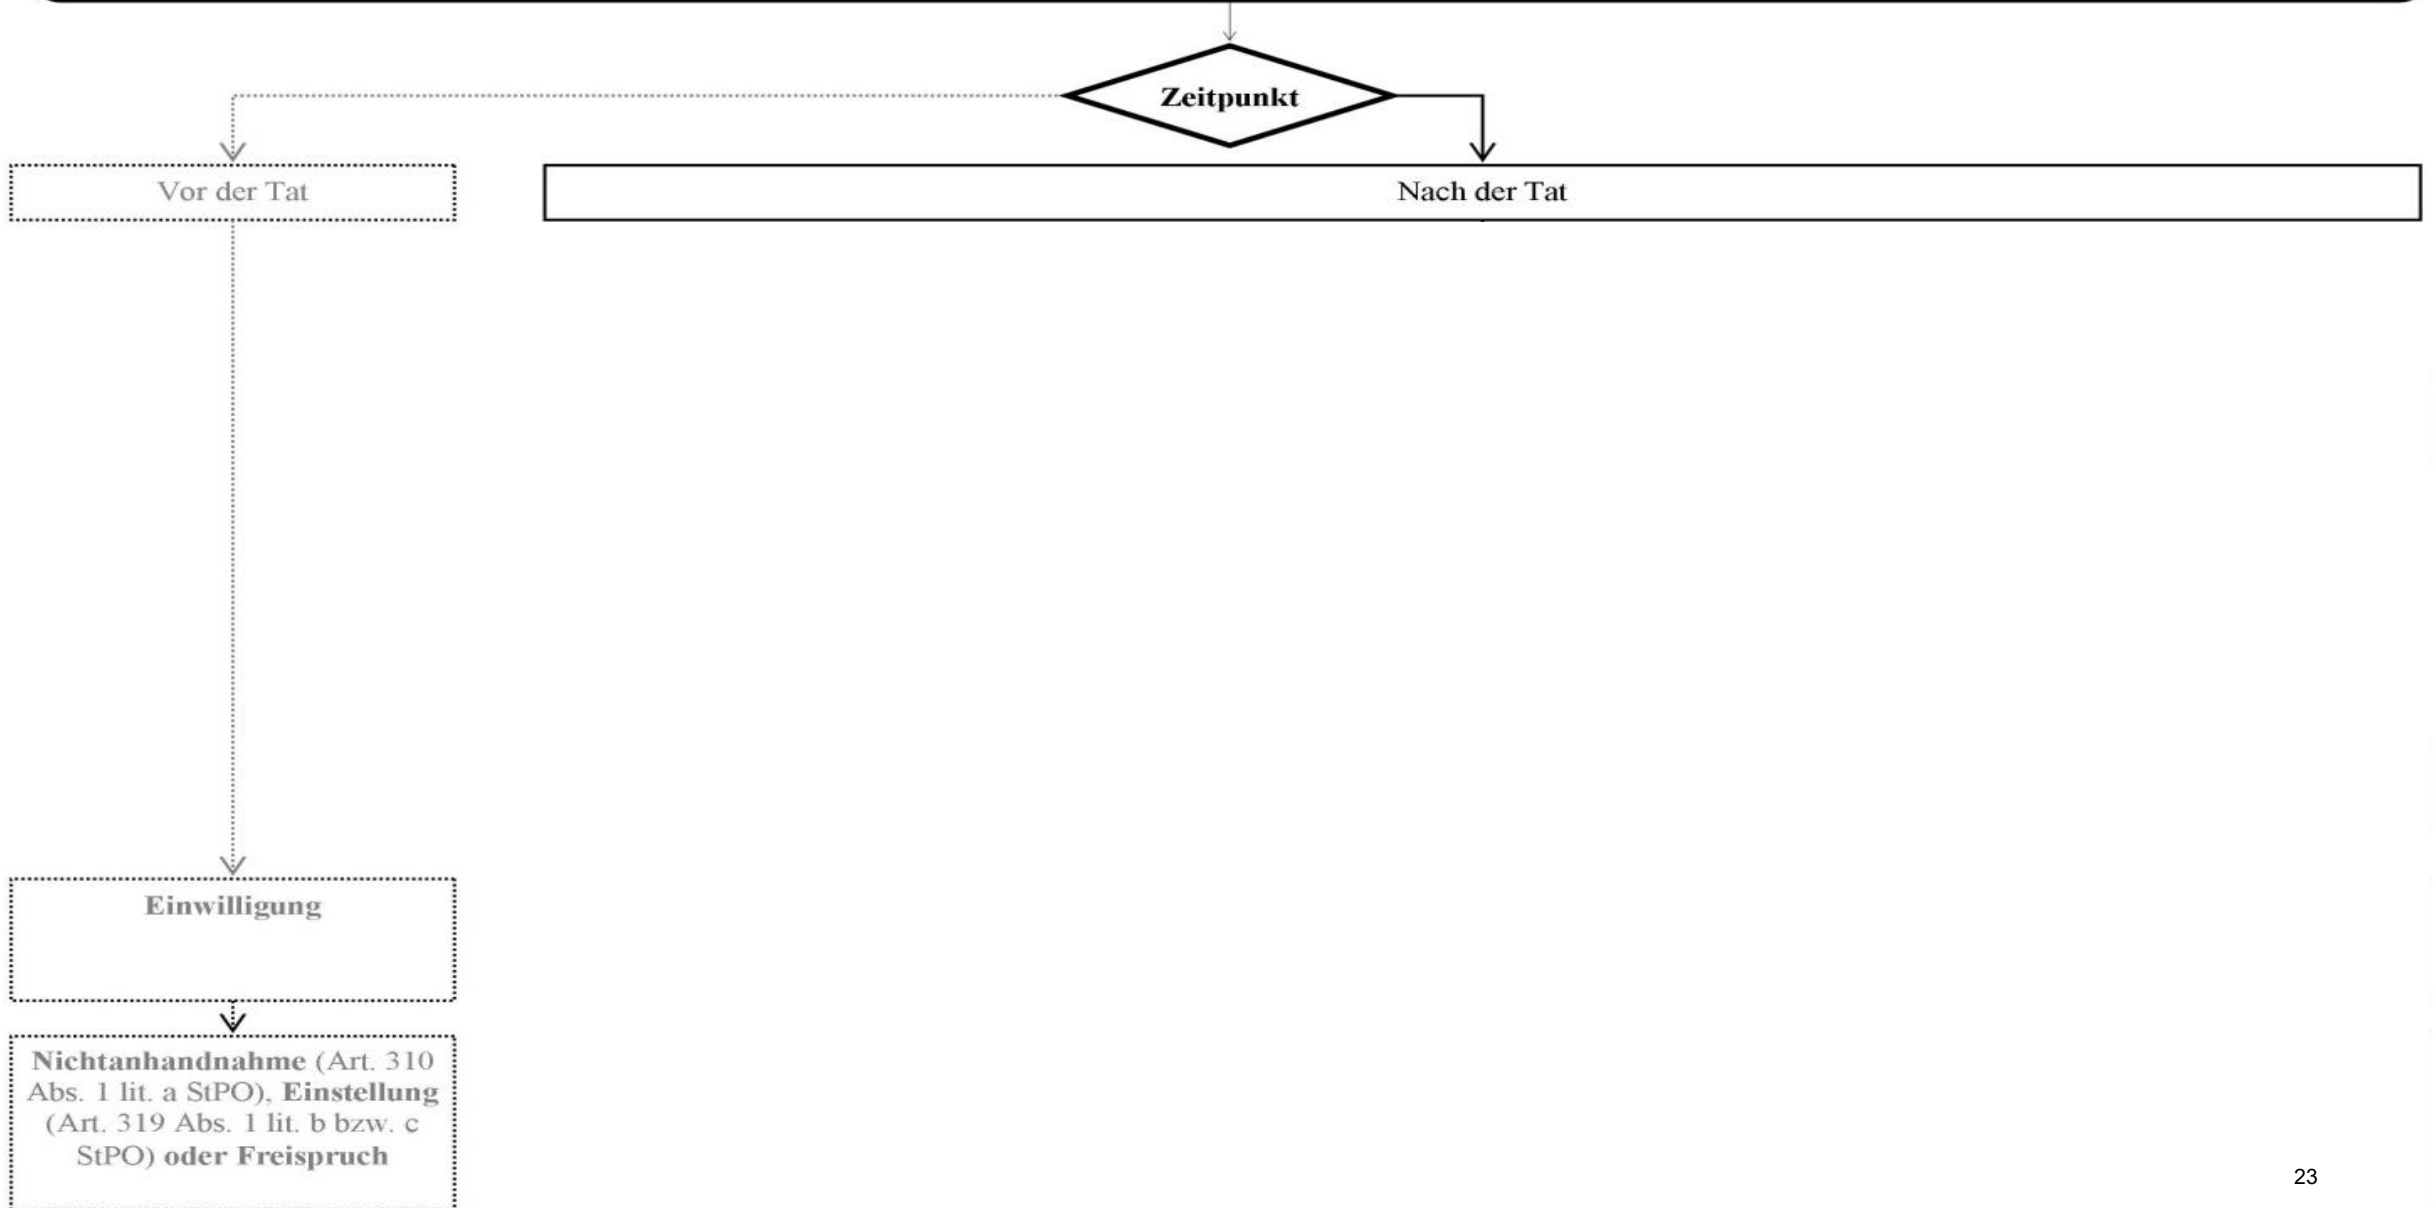 Zeitpunkt
Vor der Tat
Nach der Tat
Einwilligung
Nichtanhandnahme (Art. 310
Abs. 1 lit. a StPO), Einstellung
(Art. 319 Abs. 1 lit. b bzw. c
StPO) oder Freispruch
23